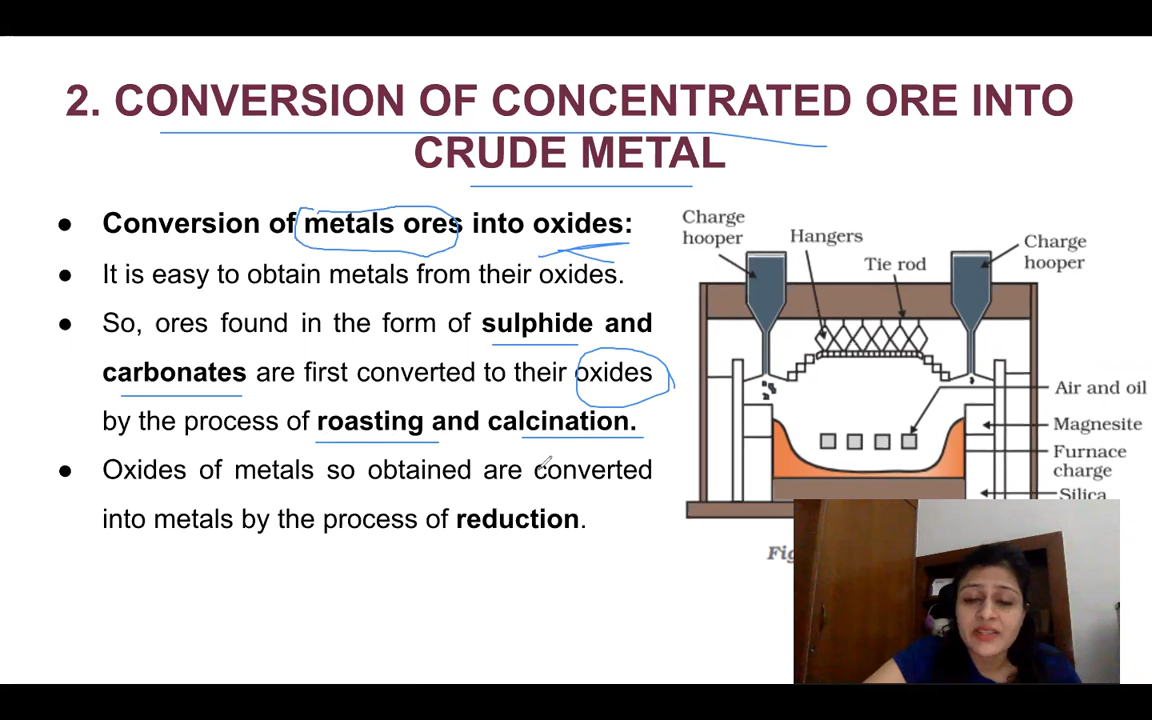 2. CONVERSION OF CONCENTRATED ORE INTO
CRUDE METAL
● Conversion of metals ores into oxides:
● It is easy to obtain metals from their oxides.
● So, ores found in the form of sulphide and
carbonates are first converted to their oxides
by the process of roasting and calcination.
● Oxides of metals so obtained are converted
into metals by the process of reduction.
Charge
hooper
Hangers
Tie rod
Charge
hooper
Air and oil
Magnesite
Furnace
charge
Silica